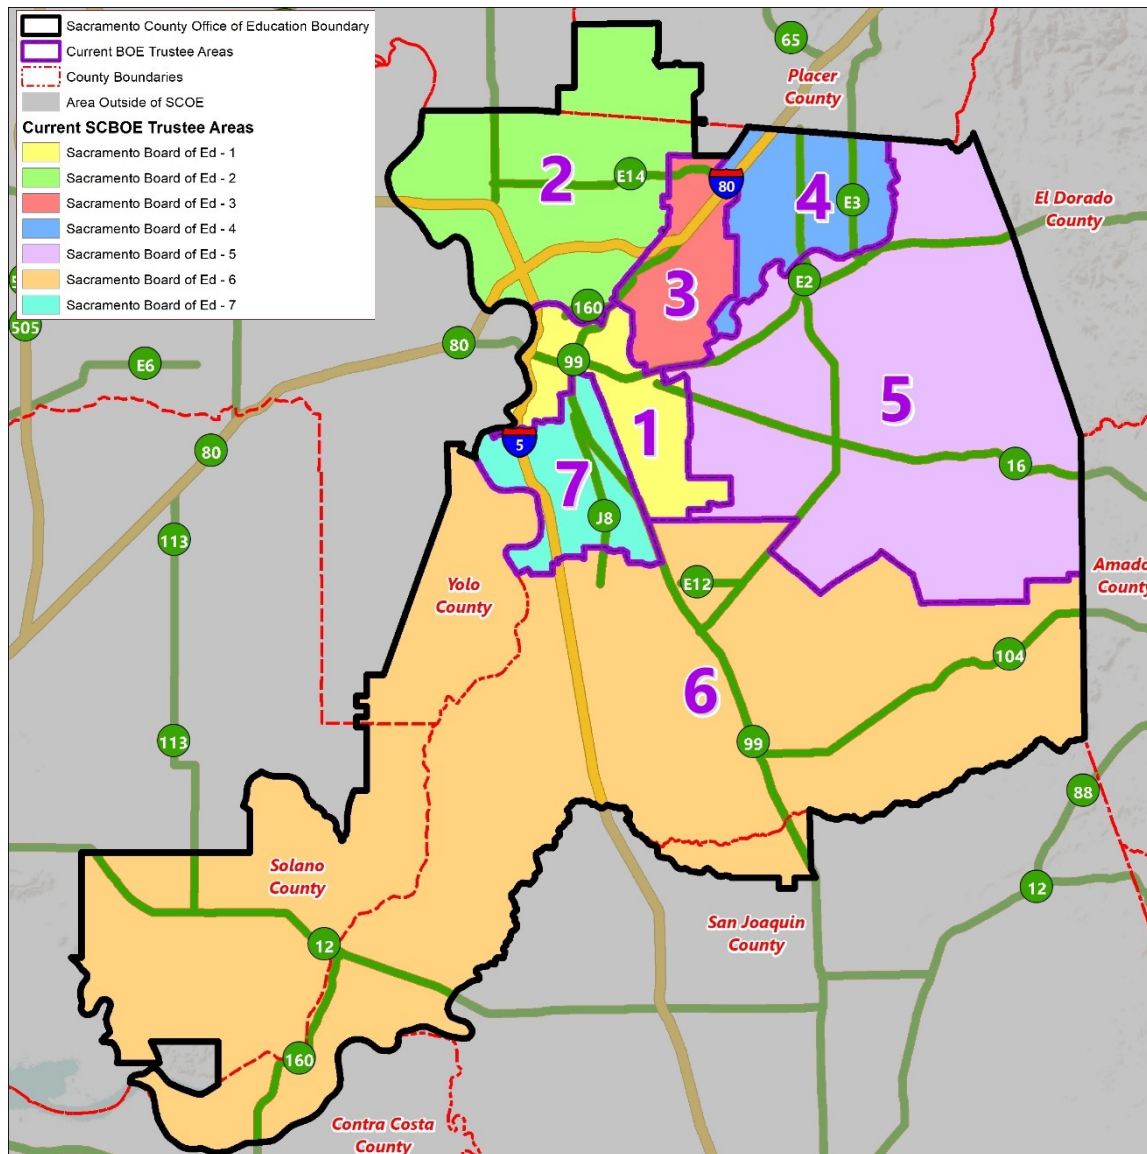 Sacramento County Office of Education Boundary
Current BOE Trustee Areas
County Boundaries
Area Outside of SCOE
Current SCBOE Trustee Areas
Sacramento Board of Ed - 1
Sacramento Board of Ed - 2
Sacramento Board of Ed - 3
Sacramento Board of Ed - 4
Sacramento Board of Ed - 5
Sacramento Board of Ed - 6
Sacramento Board of Ed - 7
65
Placer
County
2
E14
80
4
E3
El Dorado
County
E2
3
160
505
80
E6
99
5
1
5
80
16
7
J8
113
Yolo
County
E12
Amador
County
104
6
99
113
88
Solano
County
12
San Joaquin
County
12
160
Contra Costa
County